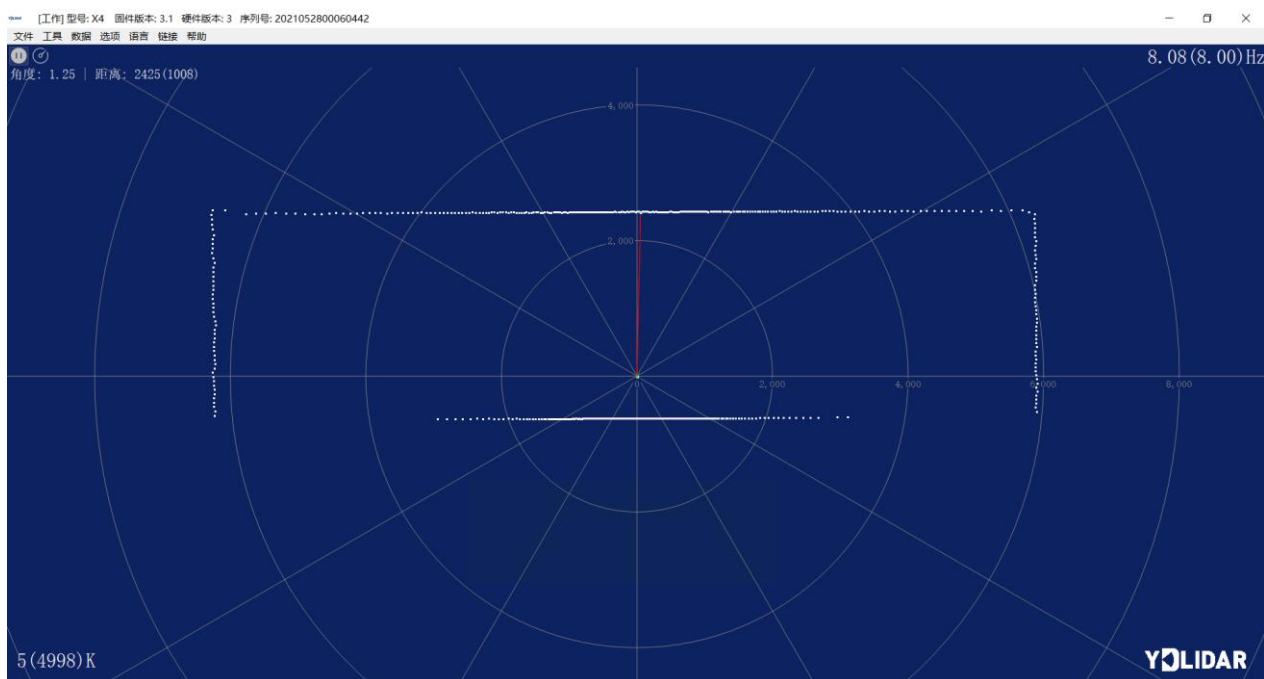 [工作] 型号: X4 固件版本: 3.1 硬件版本: 3 序列号: 2021052800060442
文件 工具 数据 选项 语言 链接 帮助
8.08(8.00)Hz
角度: 1.25 | 距离: 2425(1008)
4,000
2,000
0 2,000 4,000 6,000 8,000
5(4998)K
YDLIDAR